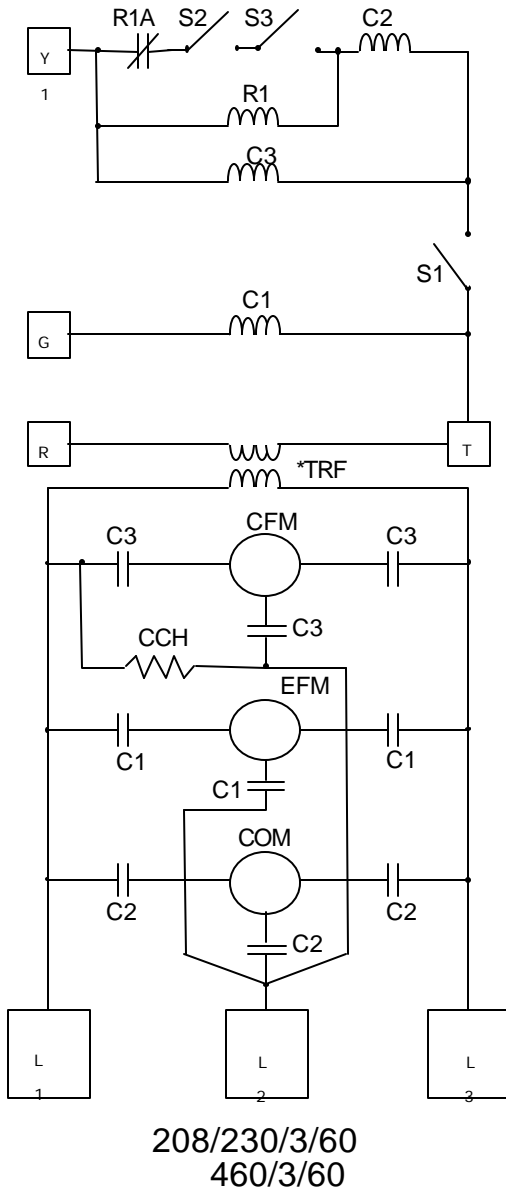 R1A S2 S3 C2
Y
1
R1
C3
S1
C1
G
R T
*TRF
CFM
C3 C3
C3
CCH
EFM
C1 C1
C1
COM
C2 C2
C2
L L L
1 2 3
208/230/3/60
460/3/60